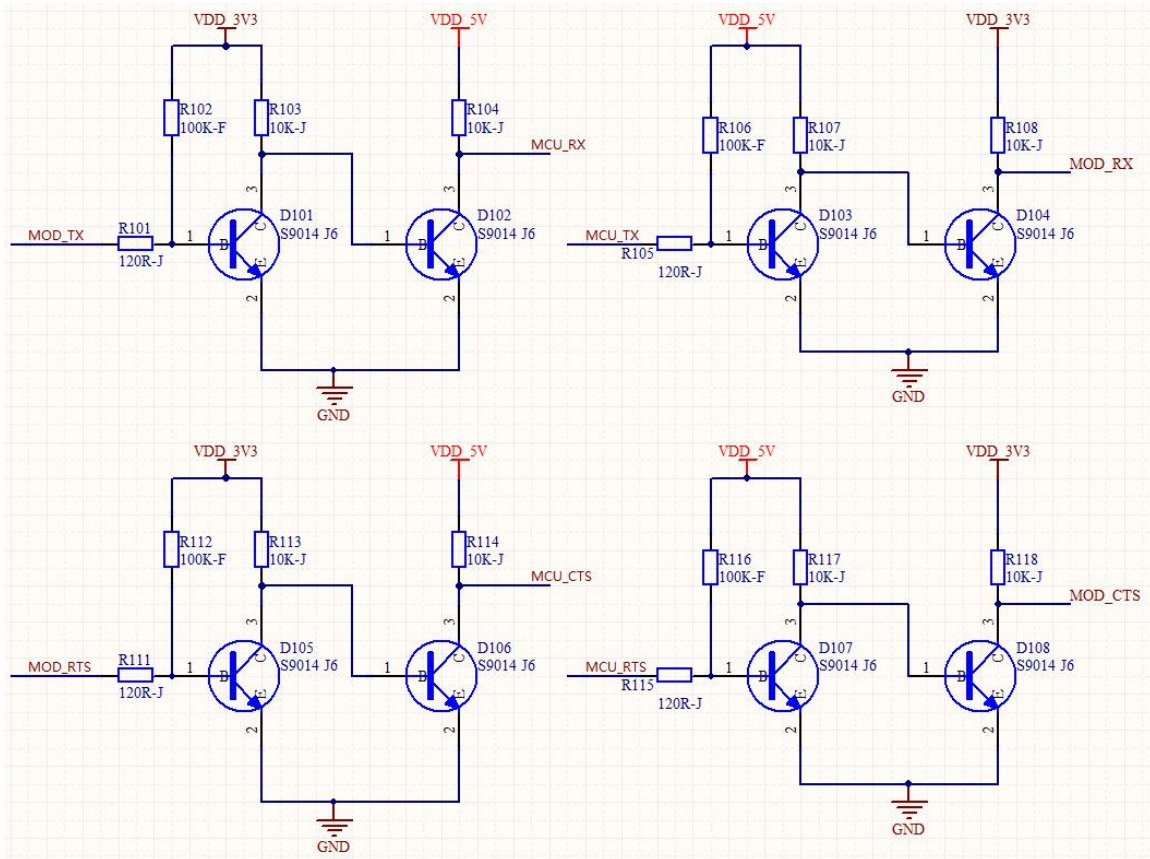 VDD_3V3
VDD_5V
R102
100K-F
R103
10K-J
R104
10K-J
MCU_RX
3
3
D101
S9014 J6
D102
S9014 J6
MOD_TX
R101
120R-J
1
B
C
E
1
B
C
E
2
2
GND
VDD_5V
VDD_3V3
R106
100K-F
R107
10K-J
R108
10K-J
MOD_RX
3
3
D103
S9014 J6
D104
S9014 J6
MCU_TX
R105
120R-J
1
B
C
E
1
B
C
E
2
2
GND
VDD_3V3
VDD_5V
R112
100K-F
R113
10K-J
R114
10K-J
MCU_CTS
3
3
D105
S9014 J6
D106
S9014 J6
MOD_RTS
R111
120R-J
1
B
C
E
1
B
C
E
2
2
GND
VDD_5V
VDD_3V3
R116
100K-F
R117
10K-J
R118
10K-J
MOD_CTS
3
3
D107
S9014 J6
D108
S9014 J6
MCU_RTS
R115
120R-J
1
B
C
E
1
B
C
E
2
2
GND